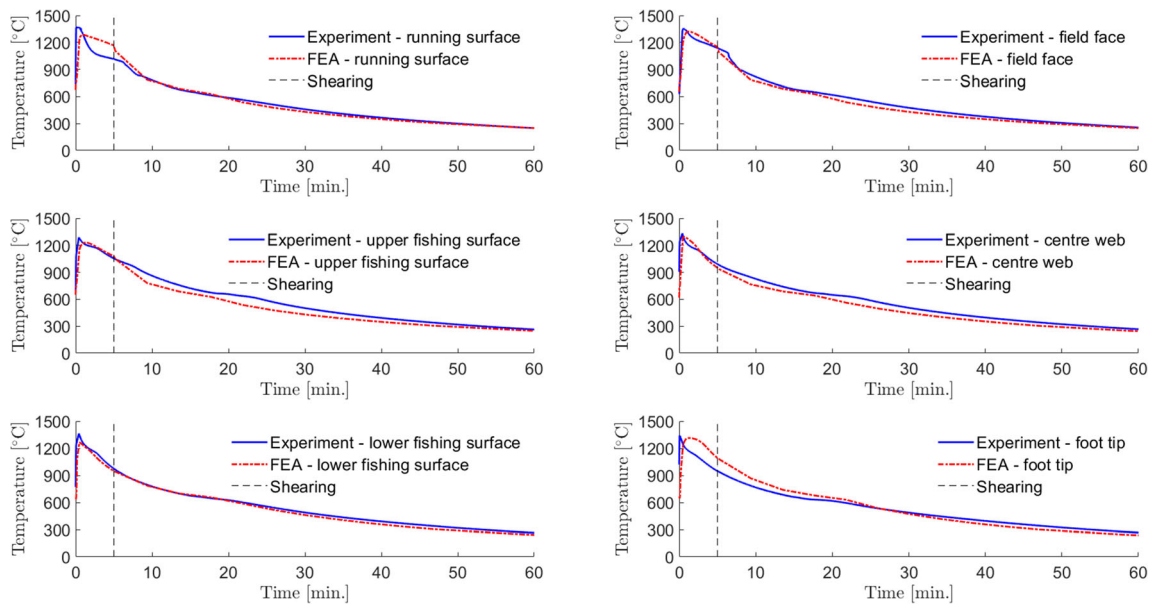 1500
1200
900
600
300
0
Temperature [°C]
Experiment - running surface
FEA - running surface
Shearing
0 10 20 30 40 50 60
Time [min.]
1500
1200
900
600
300
0
Temperature [°C]
Experiment - field face
FEA - field face
Shearing
0 10 20 30 40 50 60
Time [min.]
1500
1200
900
600
300
0
Temperature [°C]
Experiment - upper fishing surface
FEA - upper fishing surface
Shearing
0 10 20 30 40 50 60
Time [min.]
1500
1200
900
600
300
0
Temperature [°C]
Experiment - centre web
FEA - centre web
Shearing
0 10 20 30 40 50 60
Time [min.]
1500
1200
900
600
300
0
Temperature [°C]
Experiment - lower fishing surface
FEA - lower fishing surface
Shearing
0 10 20 30 40 50 60
Time [min.]
1500
1200
900
600
300
0
Temperature [°C]
Experiment - foot tip
FEA - foot tip
Shearing
0 10 20 30 40 50 60
Time [min.]